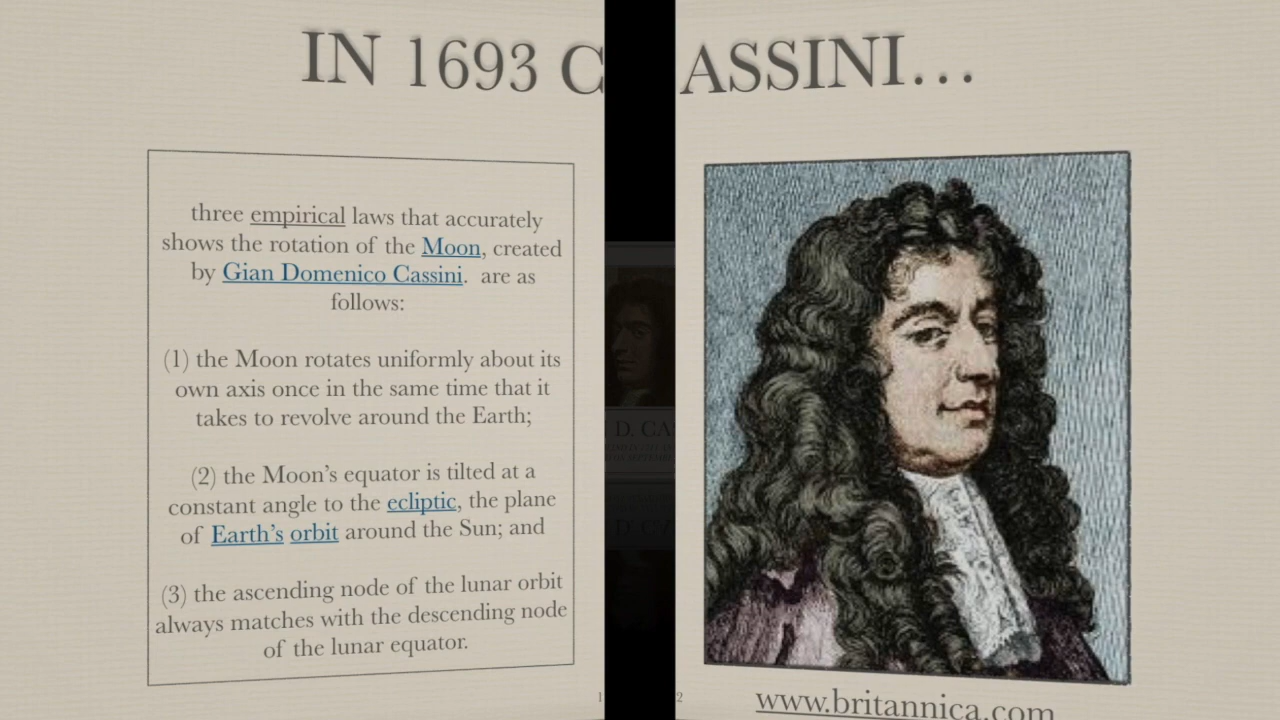 IN 1693 CASSINI…
three empirical laws that accurately
shows the rotation of the Moon, created
by Gian Domenico Cassini. are as
follows:
(1) the Moon rotates uniformly about its
own axis once in the same time that it
takes to revolve around the Earth;
(2) the Moon’s equator is tilted at a
constant angle to the ecliptic, the plane
of Earth’s orbit around the Sun; and
(3) the ascending node of the lunar orbit
always matches with the descending node
of the lunar equator.
D. CA
www.britannica.com